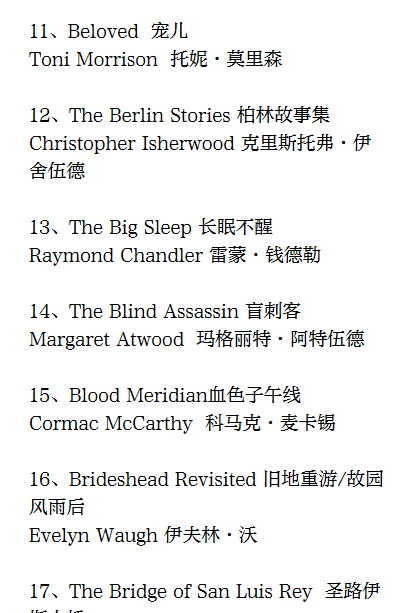 11、Beloved  宠儿
Toni Morrison  托妮·莫里森
12、The Berlin Stories 柏林故事集
Christopher Isherwood 克里斯托弗·伊
舍伍德
13、The Big Sleep 长眠不醒
Raymond Chandler 雷蒙·钱德勒
14、The Blind Assassin 盲刺客
Margaret Atwood  玛格丽特·阿特伍德
15、Blood Meridian血色子午线
Cormac McCarthy  科马克·麦卡锡
16、Brideshead Revisited 旧地重游/故园
风雨后
Evelyn Waugh 伊夫林·沃
17、The Bridge of San Luis Rey  圣路伊